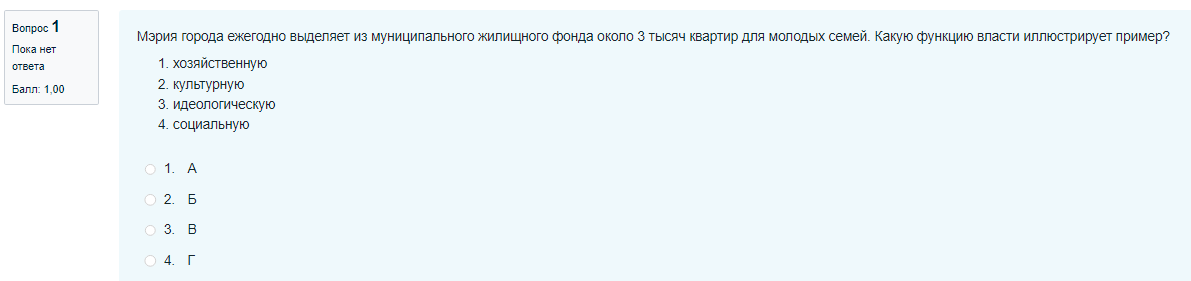 Вопрос 1
Пока нет
ответа
Балл: 1,00
Мэрия города ежегодно выделяет из муниципального жилищного фонда около 3 тысяч квартир для молодых семей. Какую функцию власти иллюстрирует пример?
1. хозяйственную
2. культурную
3. идеологическую
4. социальную
1. А
2. Б
3. В
4. Г